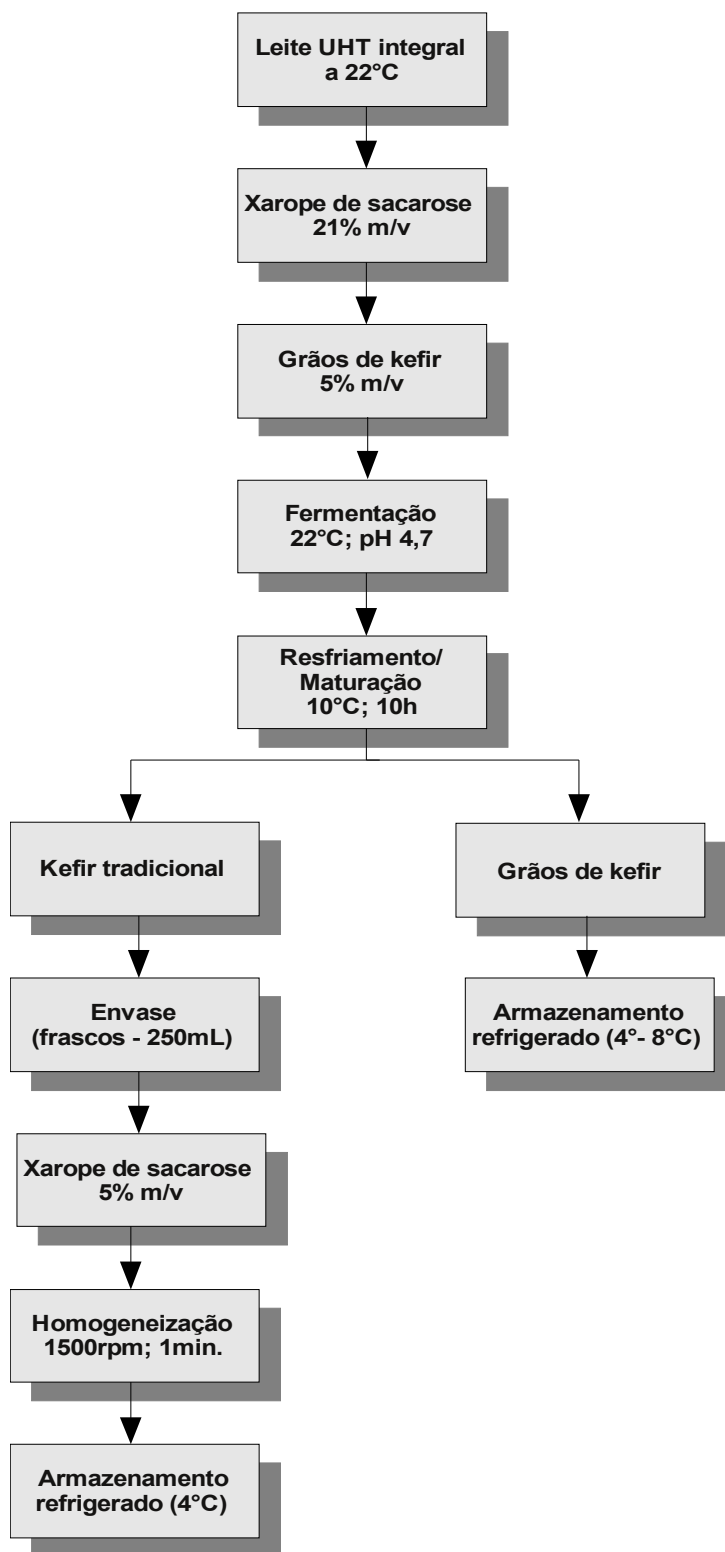 Leite UHT integral
a 22°C
Xarope de sacarose
21% m/v
Grãos de kefir
5% m/v
Fermentação
22°C; pH 4,7
Resfriamento/
Maturação
10°C; 10h
Kefir tradicional
Grãos de kefir
Envase
(frascos - 250mL)
Armazenamento
refrigerado (4°- 8°C)
Xarope de sacarose
5% m/v
Homogeneização
1500rpm; 1min.
Armazenamento
refrigerado (4°C)